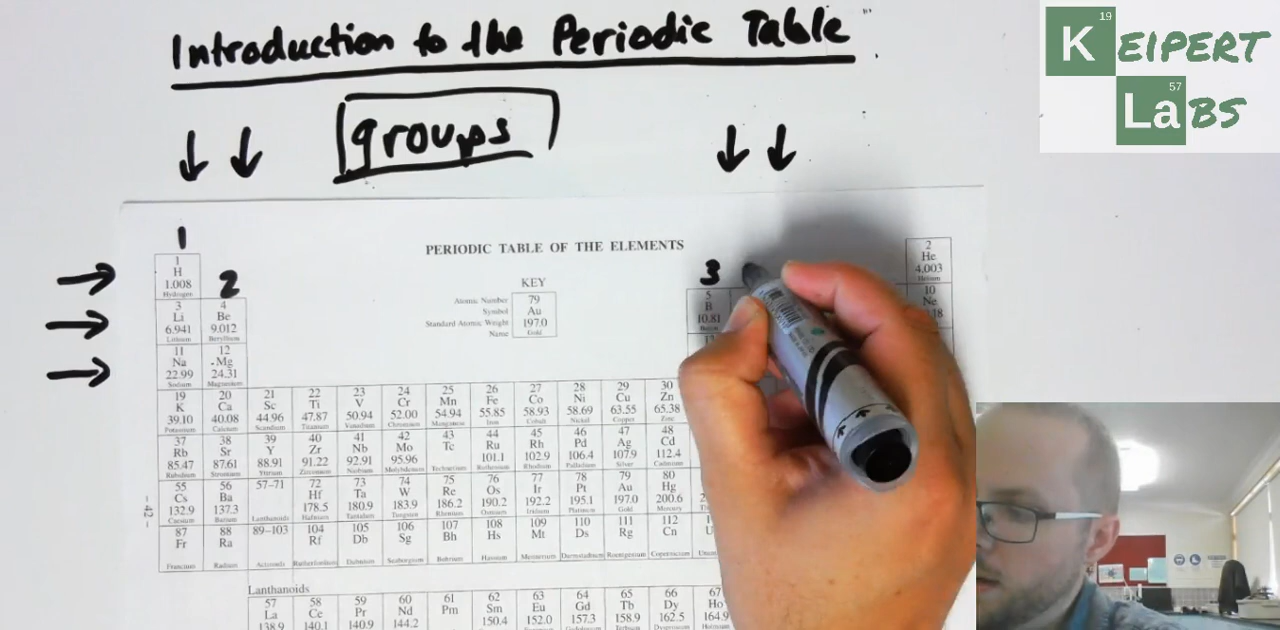 Introduction to the Periodic Table
groups
19
KEIPERT
57
LaBS
1
2
3
PERIODIC TABLE OF THE ELEMENTS
KEY
Atomic Number 79
Symbol Au
Standard Atomic Weight 197.0
Name Gold
1 2
H He
1.008 4.003
Hydrogen Helium
3 4 5 10
Li Be B Ne
6.941 9.012 10.81
Lithium Beryllium Boron
11 12
Na Mg
22.99 24.31
Sodium Magnesium
19 20 21 22 23 24 25 26 27 28 29 30
K Ca Sc Ti V Cr Mn Fe Co Ni Cu Zn
39.10 40.08 44.96 47.87 50.94 52.00 54.94 55.85 58.93 58.69 63.55 65.38
Potassium Calcium Scandium Titanium Vanadium Chromium Manganese Iron Cobalt Nickel Copper Zinc
37 38 39 40 41 42 43 44 45 46 47 48
Rb Sr Y Zr Nb Mo Tc Ru Rh Pd Ag Cd
85.47 87.61 88.91 91.22 92.91 95.96 101.1 102.9 106.4 107.9 112.4
Rubidium Strontium Yttrium Zirconium Niobium Molybdenum Technetium Ruthenium Rhodium Palladium Silver Cadmium
55 56 57–71 72 73 74 75 76 77 78 79 80
Cs Ba Hf Ta W Re Os Ir Pt Au Hg
132.9 137.3 178.5 180.9 183.9 186.2 190.2 192.2 195.1 197.0 200.6
Caesium Barium Lanthanoids Hafnium Tantalum Tungsten Rhenium Osmium Iridium Platinum Gold Mercury
87 88 89–103 104 105 106 107 108 109 110 111 112
Fr Ra Rf Db Sg Bh Hs Mt Ds Rg Cn
Francium Radium Actinoids Rutherfordium Dubnium Seaborgium Bohrium Hassium Meitnerium Darmstadtium Roentgenium Copernicium
– 42 –
Lanthanoids
57 58 59 60 61 62 63 64 65 66 67
La Ce Pr Nd Pm Sm Eu Gd Tb Dy Ho
138.9 140.1 140.9 144.2 150.4 152.0 157.3 158.9 162.5 164.9